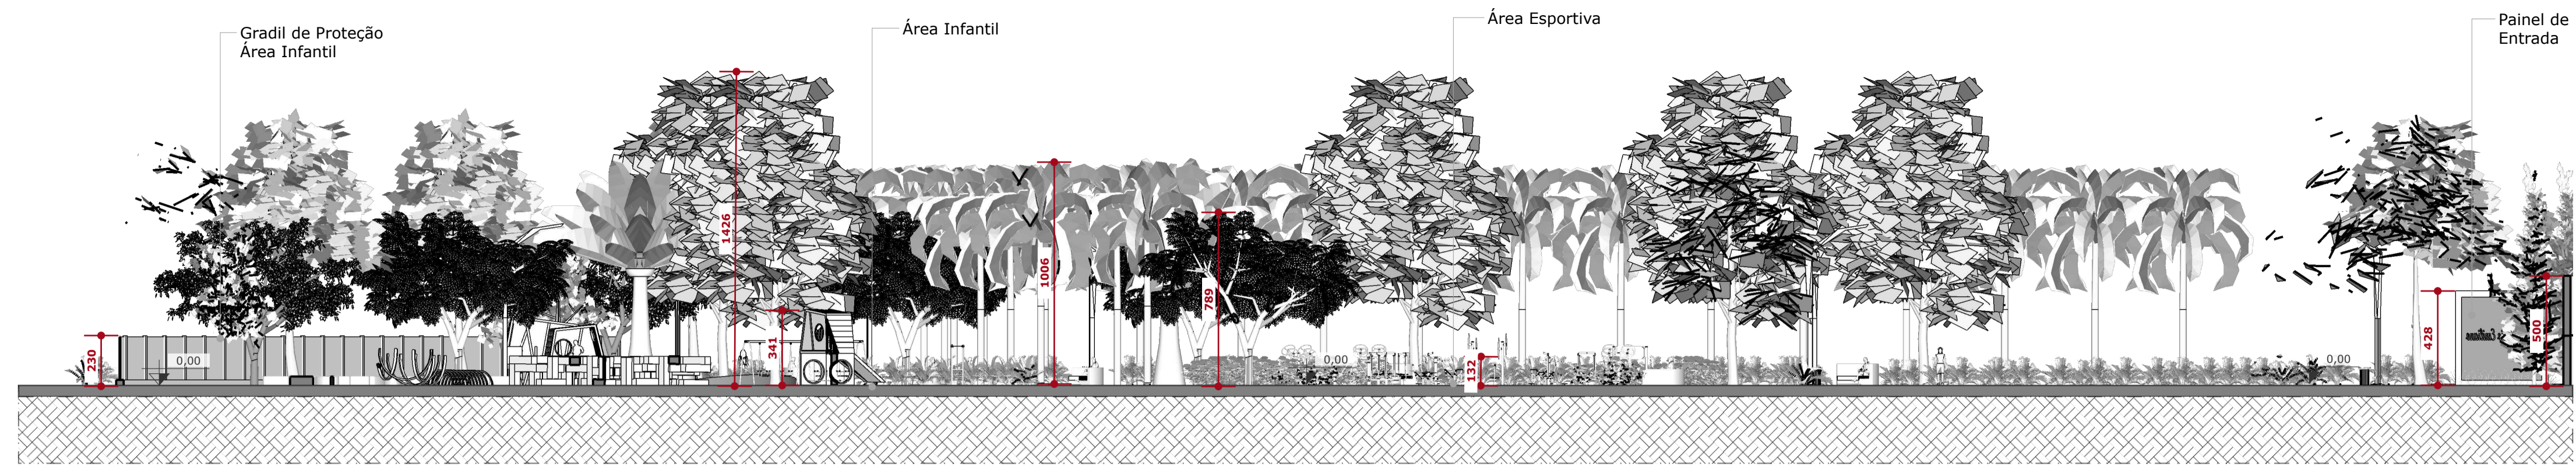 Gradil de Proteção
Área Infantil
Área Infantil
Área Esportiva
Painel de
Entrada
230
0,00
1426
341
1006
789
0,00
132
0,00
428
500